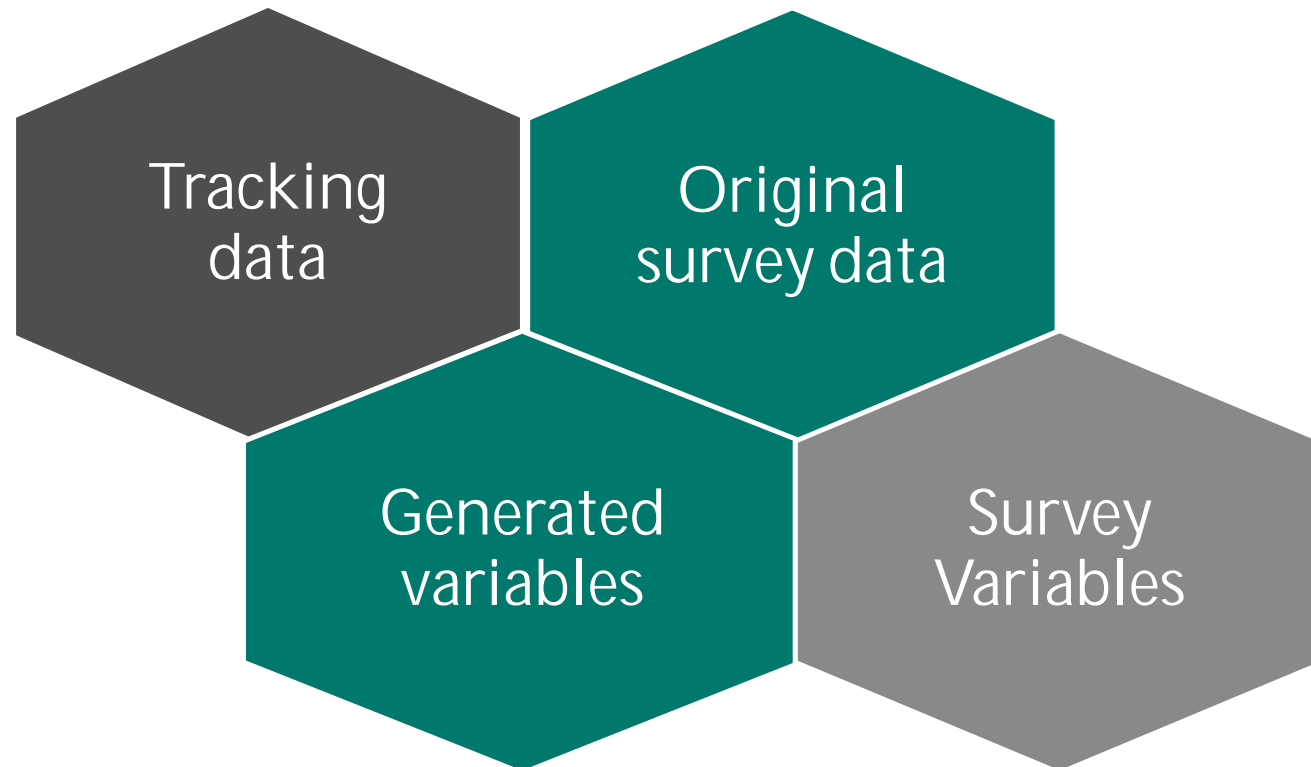 Tracking
data
Original
survey data
Generated
variables
Survey
Variables